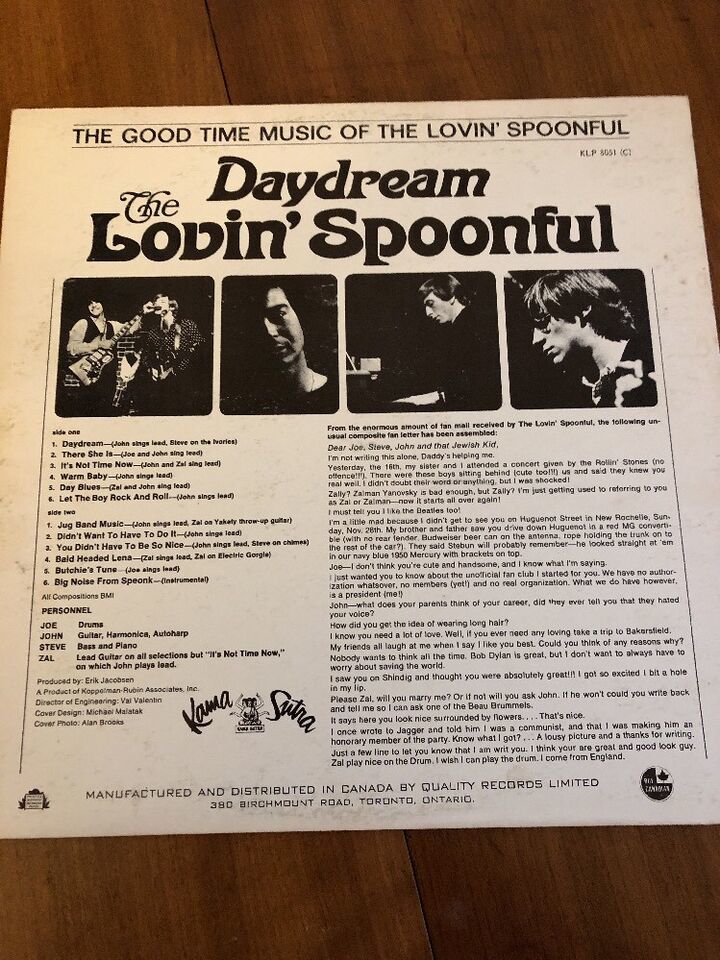 THE GOOD TIME MUSIC OF THE LOVIN' SPOONFUL
KLP 8051 (C)
Daydream
The
Lovin' Spoonful
side one
1. Daydream—(John sings lead, Steve on the Ivories)
2. There She Is—(Joe and John sing lead)
3. It's Not Time Now—(John and Zal sing lead)
4. Warm Baby—(John sings lead)
5. Day Blues—(Zal and John sing lead)
6. Let The Boy Rock And Roll—(John sings lead)
side two
1. Jug Band Music—(John sings lead, Zal on Yakety throw-up guitar)
2. Didn't Want To Have To Do It—(John sings lead)
3. You Didn't Have To Be So Nice—(John sings lead, Steve on chimes)
4. Bald Headed Lena—(Zal sings lead, Zal on Electric Gorgle)
5. Butchie's Tune—(Joe sings lead)
6. Big Noise From Speonk—(Instrumental)
All Compositions BMI
PERSONNEL
JOE Drums
JOHN Guitar, Harmonica, Autoharp
STEVE Bass and Piano
ZAL Lead Guitar on all selections but "It's Not Time Now,"
on which John plays lead.
Produced by: Erik Jacobsen
A Product of Koppelman-Rubin Associates, Inc.
Director of Engineering: Val Valentin
Cover Design: Michael Malatak
Cover Photo: Alan Brooks
Kama Sutra
KAMA SUTRA
From the enormous amount of fan mail received by The Lovin' Spoonful, the following un-
usual composite fan letter has been assembled:
Dear Joe, Steve, John and that Jewish Kid,
I'm not writing this alone, Daddy's helping me.
Yesterday, the 16th, my sister and I attended a concert given by the Rollin' Stones (no
offence!!!). There were these boys sitting behind (cute too!!!) us and said they knew you
real well. I didn't doubt their word or anything, but I was shocked!
Zally? Zalman Yanovsky is bad enough, but Zally? I'm just getting used to referring to you
as Zal or Zalman—now it starts all over again!
I must tell you I like the Beatles too!
I'm a little mad because I didn't get to see you on Huguenot Street in New Rochelle, Sun-
day, Nov. 28th. My brother and father saw you drive down Huguenot in a red MG converti-
ble (with no rear fender. Budweiser beer can on the antenna, rope holding the trunk on to
the rest of the car?). They said Stebun will probably remember—he looked straight at 'em
in our navy blue 1950 Mercury with brackets on top.
Joe—I don't think you're cute and handsome, and I know what I'm saying.
I just wanted you to know about the unofficial fan club I started for you. We have no author-
ization whatsoever, no members (yet!) and no real organization. What we do have however,
is a president (me!)
John—what does your parents think of your career, did they ever tell you that they hated
your voice?
How did you get the idea of wearing long hair?
I know you need a lot of love. Well, if you ever need any loving take a trip to Bakersfield.
My friends all laugh at me when I say I like you best. Could you think of any reasons why?
Nobody wants to think all the time. Bob Dylan is great, but I don't want to always have to
worry about saving the world.
I saw you on Shindig and thought you were absolutely great!!! I got so excited I bit a hole
in my lip.
Please Zal, will you marry me? Or if not will you ask John. If he won't could you write back
and tell me so I can ask one of the Beau Brummels.
It says here you look nice surrounded by flowers. . . . That's nice.
I once wrote to Jagger and told him I was a communist, and that I was making him an
honorary member of the party. Know what I got? . . . A lousy picture and a thanks for writing.
Just a few line to let you know that I am writ you. I think your are great and good look guy.
Zal play nice on the Drum. I wish I can play the drum. I come from England.
MANUFACTURED AND DISTRIBUTED IN CANADA BY QUALITY RECORDS LIMITED
380 BIRCHMOUNT ROAD, TORONTO, ONTARIO.